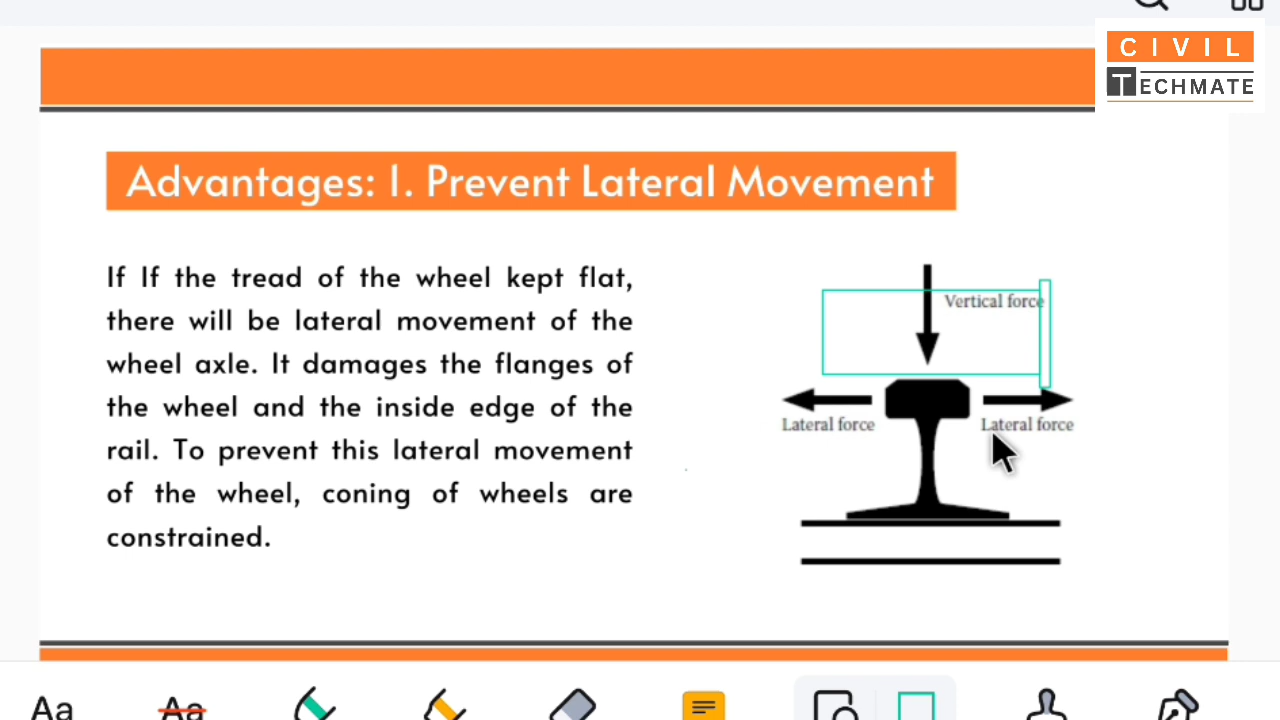 CIVIL
TECHMATE
Advantages: 1. Prevent Lateral Movement
If If the tread of the wheel kept flat,
there will be lateral movement of the
wheel axle. It damages the flanges of
the wheel and the inside edge of the
rail. To prevent this lateral movement
of the wheel, coning of wheels are
constrained.
Vertical force
Lateral force
Lateral force
Aa
Aa